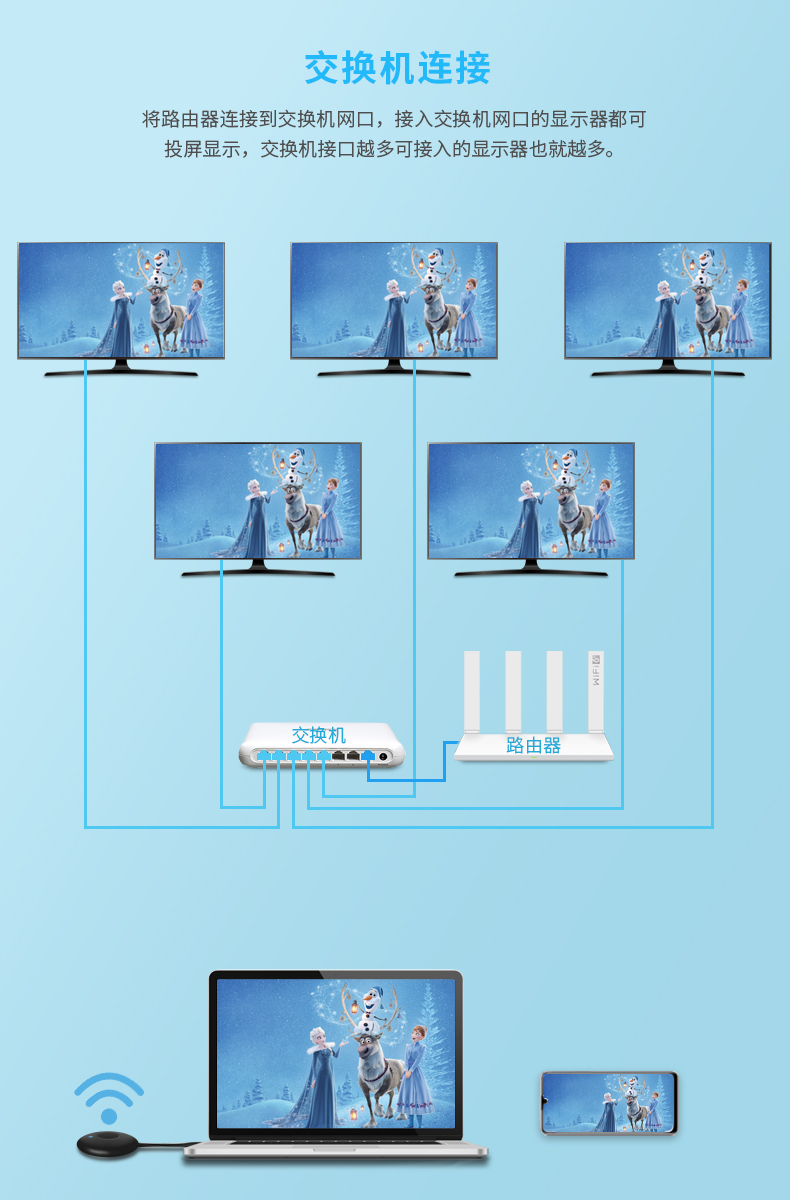 交换机连接
将路由器连接到交换机网口，接入交换机网口的显示器都可
投屏显示，交换机接口越多可接入的显示器也就越多。
交换机
路由器